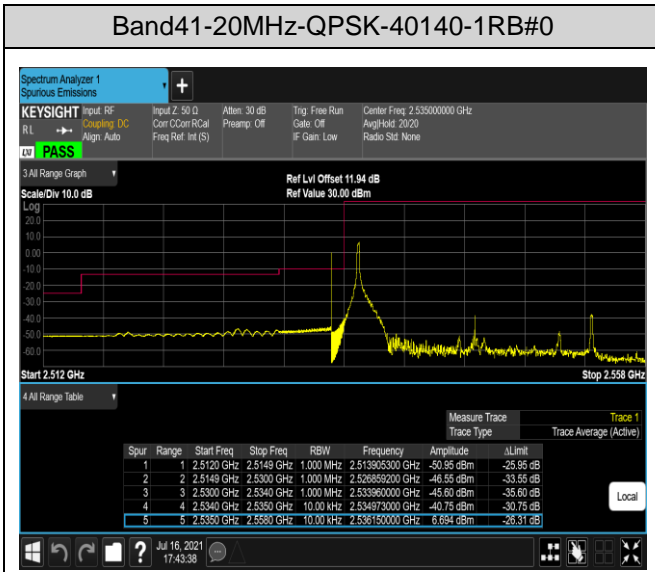 Band41-20MHz-QPSK-40140-1RB#0
Spectrum Analyzer 1
Spurious Emissions
+
KEYSIGHT Input: RF Input Z: 50 Ω Atten: 30 dB Trig: Free Run Center Freq: 2.535000000 GHz
RL Coupling: DC Corr CCorr RCal Preamp: Off Gate: Off Avg|Hold: 20/20
Align: Auto Freq Ref: Int (S) IF Gain: Low Radio Std: None
LXI PASS
3 All Range Graph
Ref Lvl Offset 11.94 dB
Scale/Div 10.0 dB Ref Value 30.00 dBm
Log
20.0
10.0
0.00
-10.0
-20.0
-30.0
-40.0
-50.0
-60.0
Start 2.512 GHz Stop 2.558 GHz
4 All Range Table
Measure Trace Trace 1
Trace Type Trace Average (Active)
Spur Range Start Freq Stop Freq RBW Frequency Amplitude ΔLimit
1 1 2.5120 GHz 2.5149 GHz 1.000 MHz 2.513905300 GHz -50.95 dBm -25.95 dB
2 2 2.5149 GHz 2.5300 GHz 1.000 MHz 2.526859200 GHz -46.55 dBm -33.55 dB
3 3 2.5300 GHz 2.5340 GHz 1.000 MHz 2.533960000 GHz -45.60 dBm -35.60 dB
4 4 2.5340 GHz 2.5350 GHz 10.00 kHz 2.534973000 GHz -40.75 dBm -30.75 dB
5 5 2.5350 GHz 2.5580 GHz 10.00 kHz 2.536150000 GHz 6.694 dBm -26.31 dB
Local
? Jul 16, 2021
17:43:38